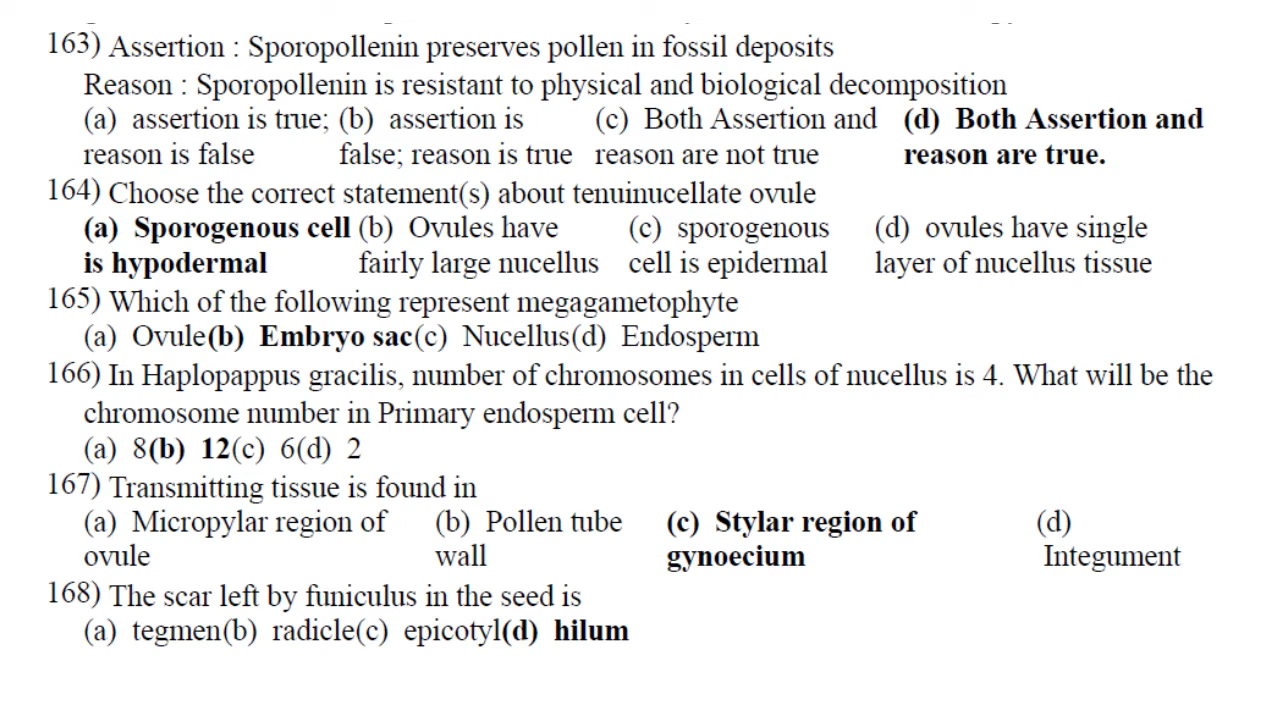 163) Assertion : Sporopollenin preserves pollen in fossil deposits
Reason : Sporopollenin is resistant to physical and biological decomposition
(a) assertion is true; (b) assertion is (c) Both Assertion and (d) Both Assertion and
reason is false false; reason is true reason are not true reason are true.
164) Choose the correct statement(s) about tenuinucellate ovule
(a) Sporogenous cell (b) Ovules have (c) sporogenous (d) ovules have single
is hypodermal fairly large nucellus cell is epidermal layer of nucellus tissue
165) Which of the following represent megagametophyte
(a) Ovule(b) Embryo sac(c) Nucellus(d) Endosperm
166) In Haplopappus gracilis, number of chromosomes in cells of nucellus is 4. What will be the
chromosome number in Primary endosperm cell?
(a) 8(b) 12(c) 6(d) 2
167) Transmitting tissue is found in
(a) Micropylar region of (b) Pollen tube (c) Stylar region of (d)
ovule wall gynoecium Integument
168) The scar left by funiculus in the seed is
(a) tegmen(b) radicle(c) epicotyl(d) hilum